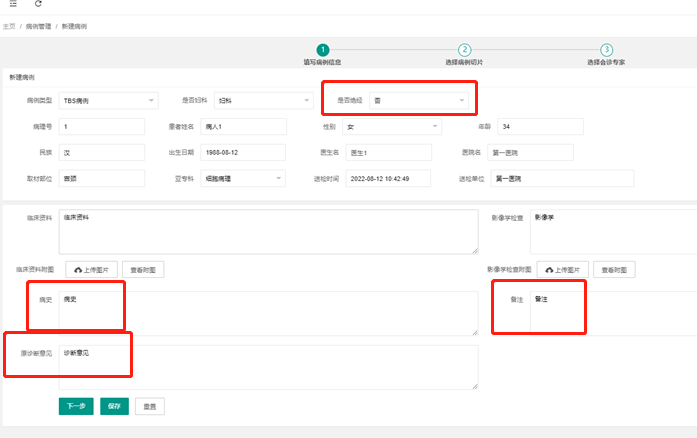 主页 / 病例管理 / 新建病例
1 2 3
填写病例信息 选择病例切片 选择会诊专家
新建病例
病例类型 TBS病例 是否妇科 妇科 是否绝经 否
病理号 1 患者姓名 病人1 性别 女 年龄 34
民族 汉 出生日期 1988-08-12 医生名 医生1 医院名 第一医院
取材部位 宫颈 亚专科 细胞病理 送检时间 2022-08-12 10:42:49 送检单位 第一医院
临床资料 临床资料 影像学检查 影像学
临床资料附图 上传图片 查看附图 影像学检查附图 上传图片 查看附图
病史 病史 备注 备注
原诊断意见 诊断意见
下一步 保存 重置